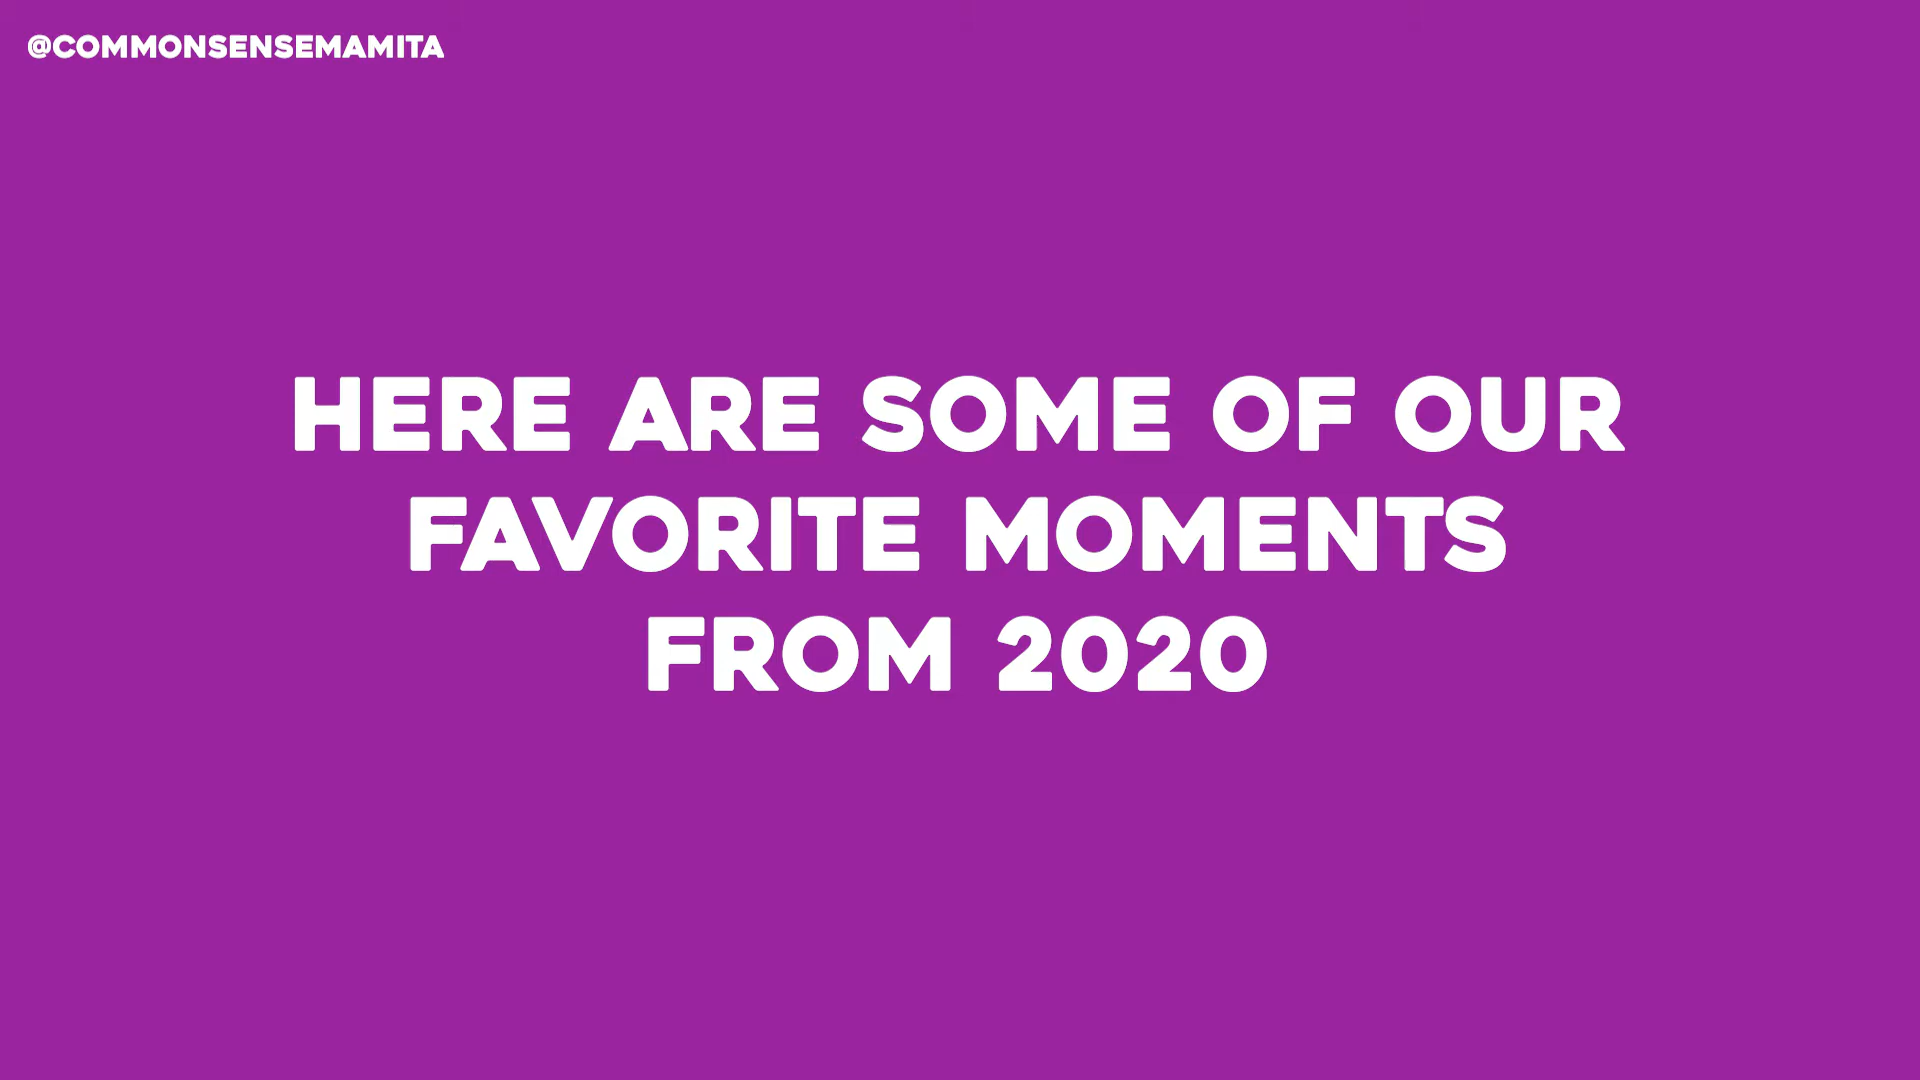 @COMMONSENSEMAMITA
HERE ARE SOME OF OUR
FAVORITE MOMENTS
FROM 2020